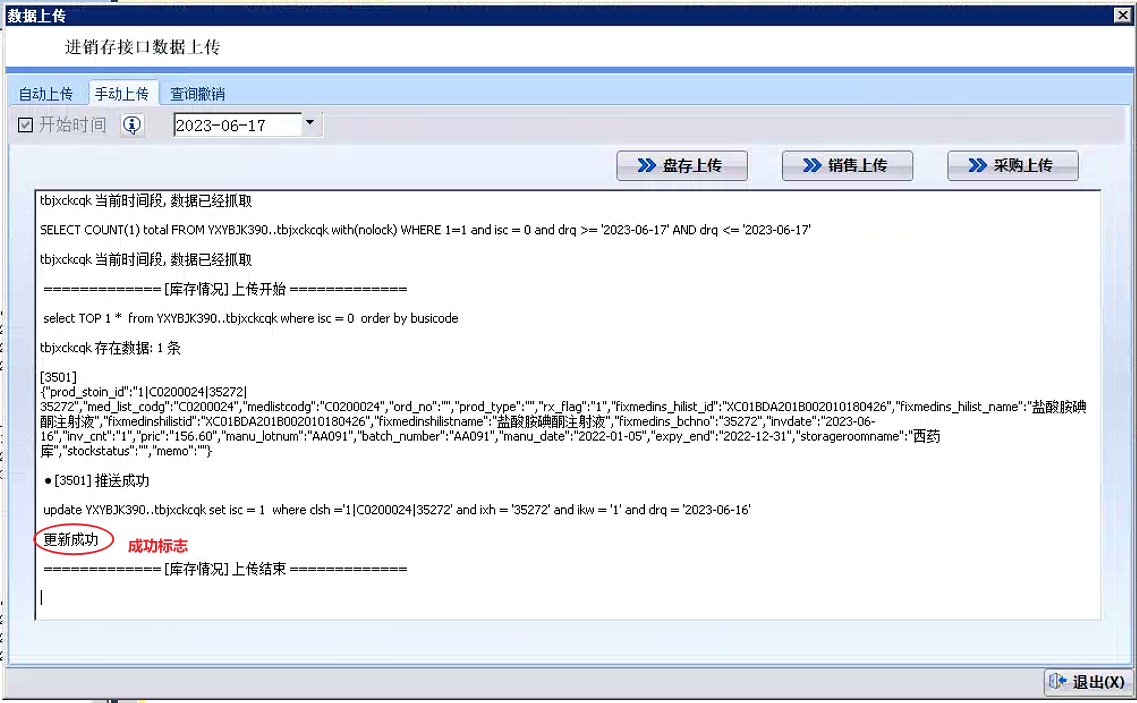 数据上传
进销存接口数据上传
自动上传 手动上传 查询撤销
开始时间 2023-06-17
盘存上传 销售上传 采购上传
tbjxckcqk 当前时间段, 数据已经抓取
SELECT COUNT(1) total FROM YXYBJK390..tbjxckcqk with(nolock) WHERE 1=1 and isc = 0 and drq >= '2023-06-17' AND drq <= '2023-06-17'
tbjxckcqk 当前时间段, 数据已经抓取
============= [库存情况] 上传开始 =============
select TOP 1 * from YXYBJK390..tbjxckcqk where isc = 0 order by busicode
tbjxckcqk 存在数据: 1 条
[3501]
{"prod_stoin_id":"1|C0200024|35272|
35272","med_list_codg":"C0200024","medlistcodg":"C0200024","ord_no":"","prod_type":"","rx_flag":"1","fixmedins_hilist_id":"XC01BDA201B002010180426","fixmedins_hilist_name":"盐酸胺碘
酮注射液","fixmedinshilistid":"XC01BDA201B002010180426","fixmedinshilistname":"盐酸胺碘酮注射液","fixmedins_bchno":"35272","invdate":"2023-06-
16","inv_cnt":"1","pric":"156.60","manu_lotnum":"AA091","batch_number":"AA091","manu_date":"2022-01-05","expy_end":"2022-12-31","storageroomname":"西药
库","stockstatus":"","memo":""}
●[3501] 推送成功
update YXYBJK390..tbjxckcqk set isc = 1 where clsh ='1|C0200024|35272' and ixh = '35272' and ikw = '1' and drq = '2023-06-16'
更新成功 成功标志
============= [库存情况] 上传结束 =============
退出(X)